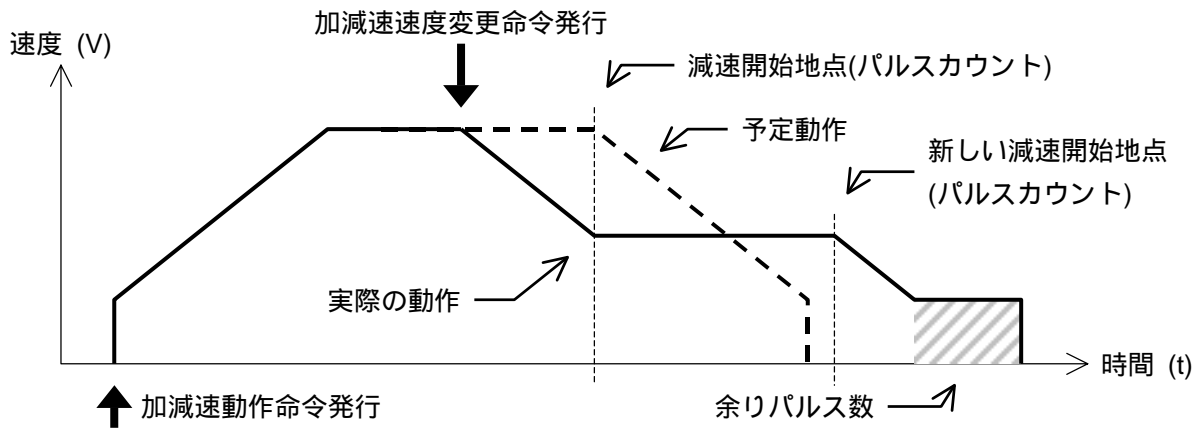 加減速速度変更命令発行
速度 (V)
減速開始地点(パルスカウント)
予定動作
新しい減速開始地点
(パルスカウント)
実際の動作
時間 (t)
加減速動作命令発行
余りパルス数